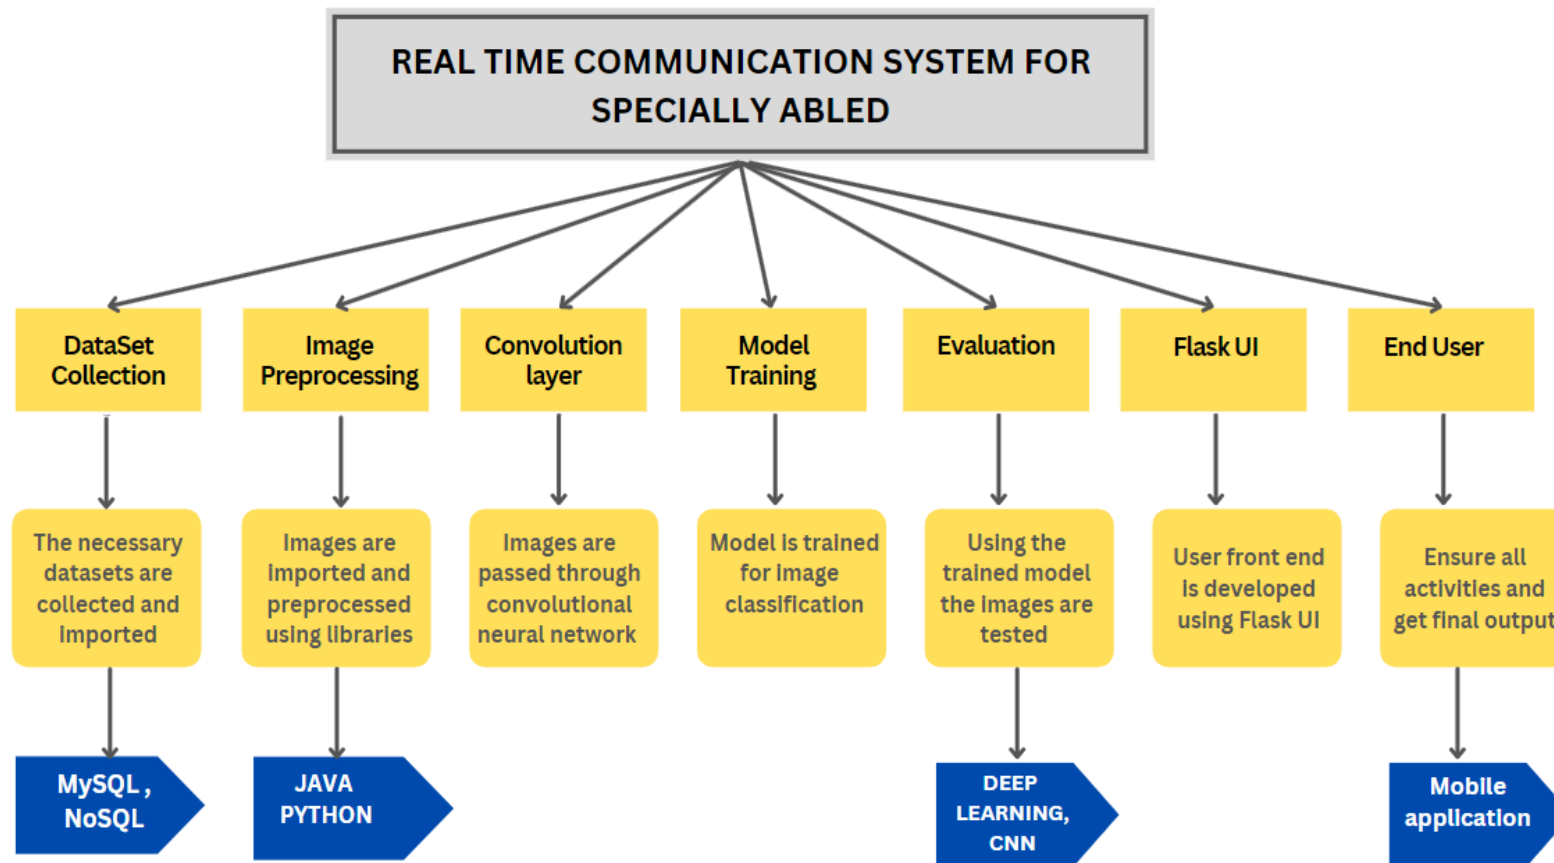 REAL TIME COMMUNICATION SYSTEM FOR
SPECIALLY ABLED
DataSet
Collection
Image
Preprocessing
Convolution
layer
Model
Training
Evaluation
Flask UI
End User
The necessary
datasets are
collected and
imported
Images are
imported and
preprocessed
using libraries
Images are
passed through
convolutional
neural network
Model is trained
for image
classification
Using the
trained model
the images are
tested
User front end
is developed
using Flask UI
Ensure all
activities and
get final output
MySQL ,
NoSQL
JAVA
PYTHON
DEEP
LEARNING,
CNN
Mobile
application